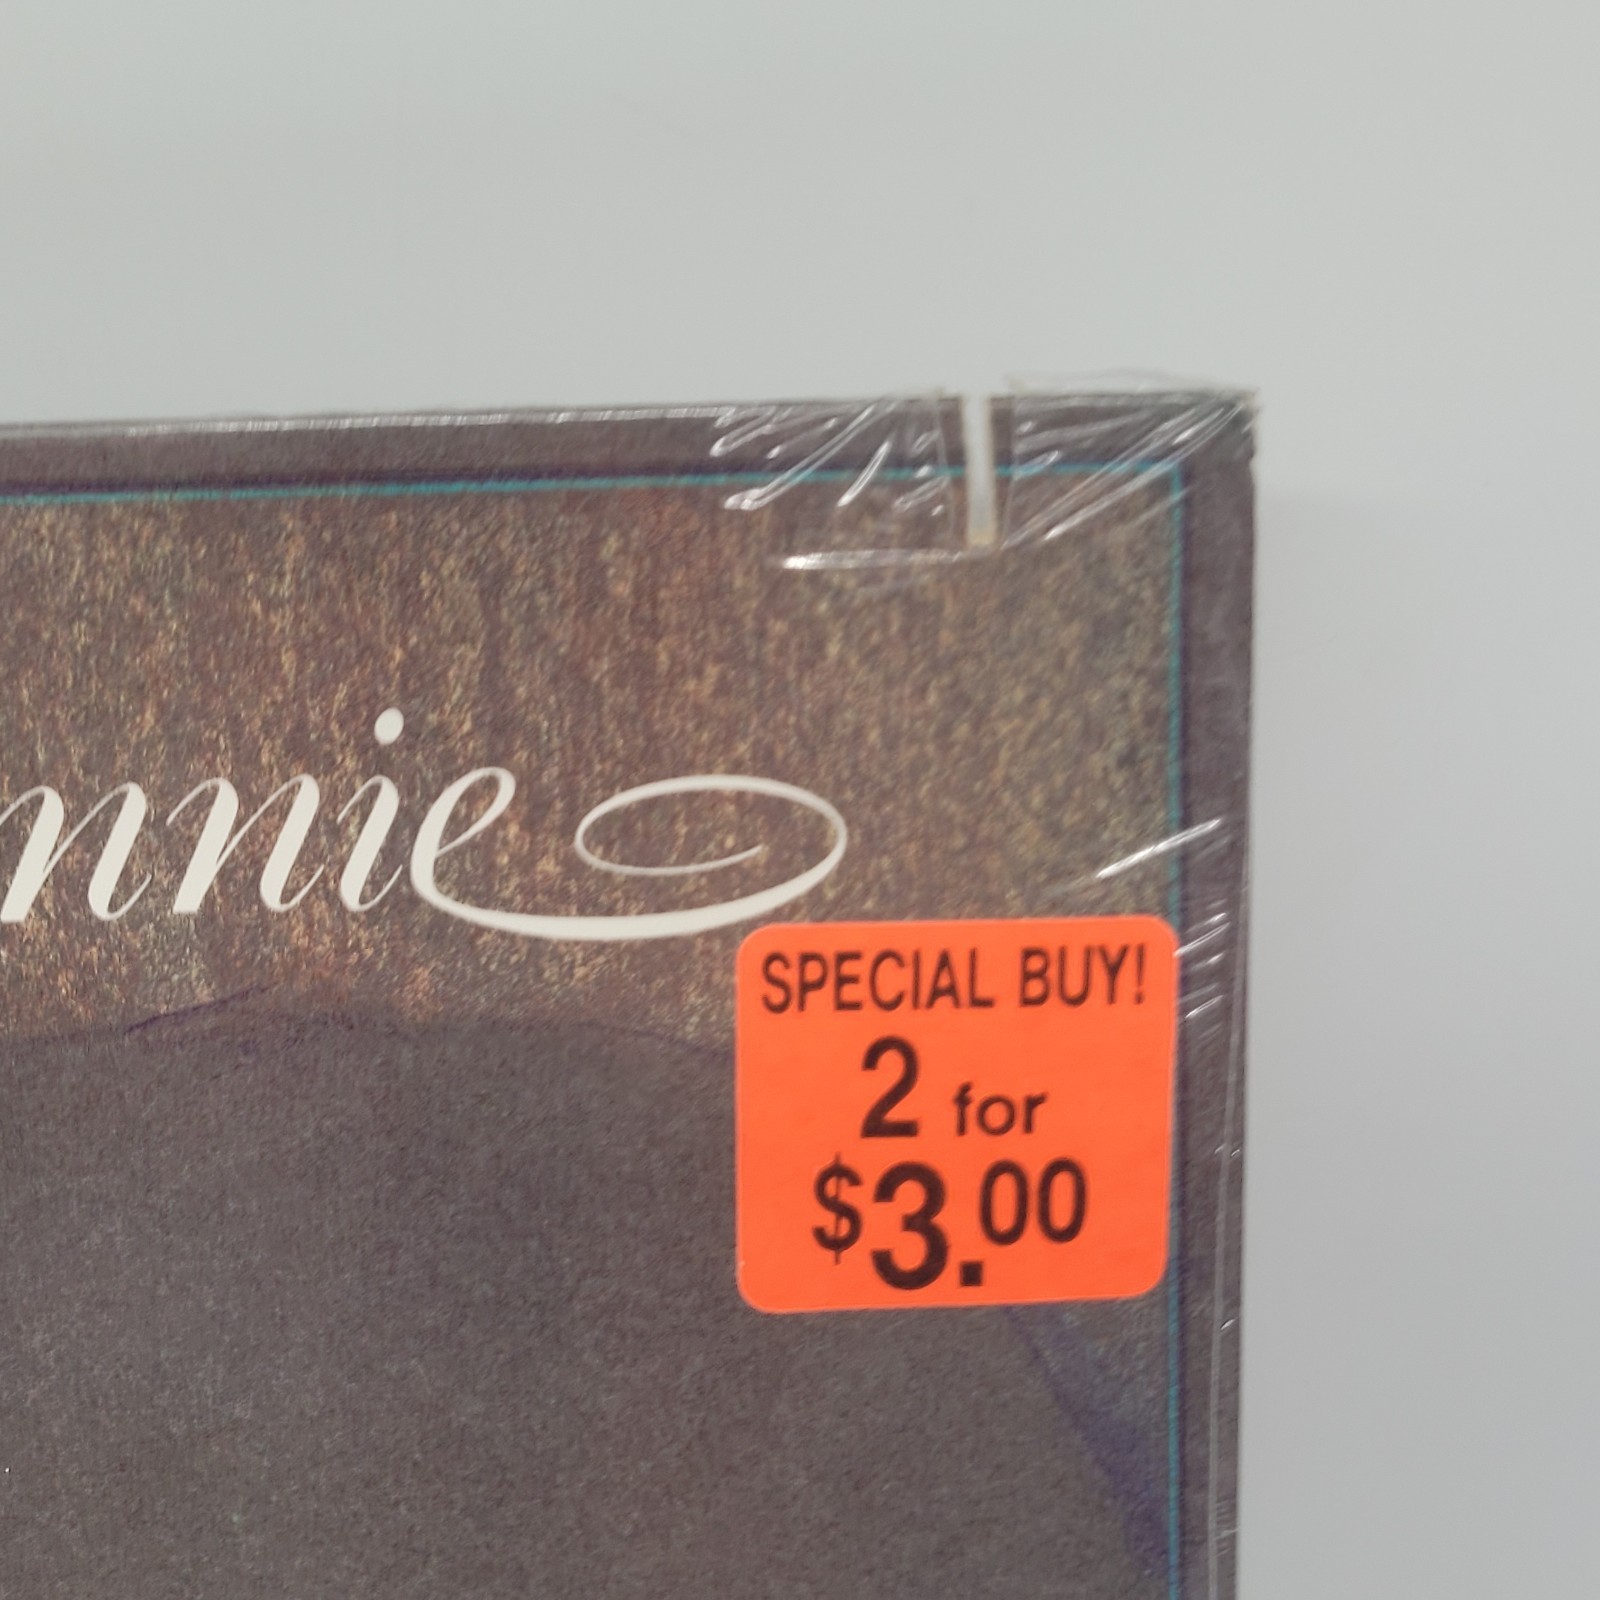 nnie
SPECIAL BUY!
2 for
$3.00